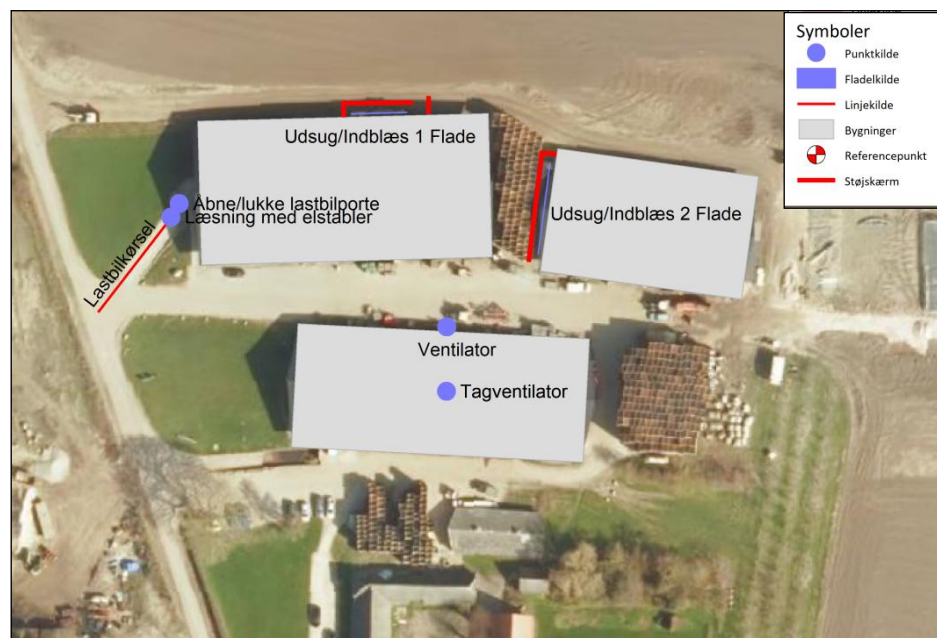 Symboler
Punktkilde
Fladelkilde
Linjekilde
Bygninger
Referencepunkt
Støjskærm
Udsug/Indblæs 1 Flade
Udsug/Indblæs 2 Flade
Åbne/lukke lastbilporte
Læsning med elstabler
Lastbilkørsel
Ventilator
Tagventilator